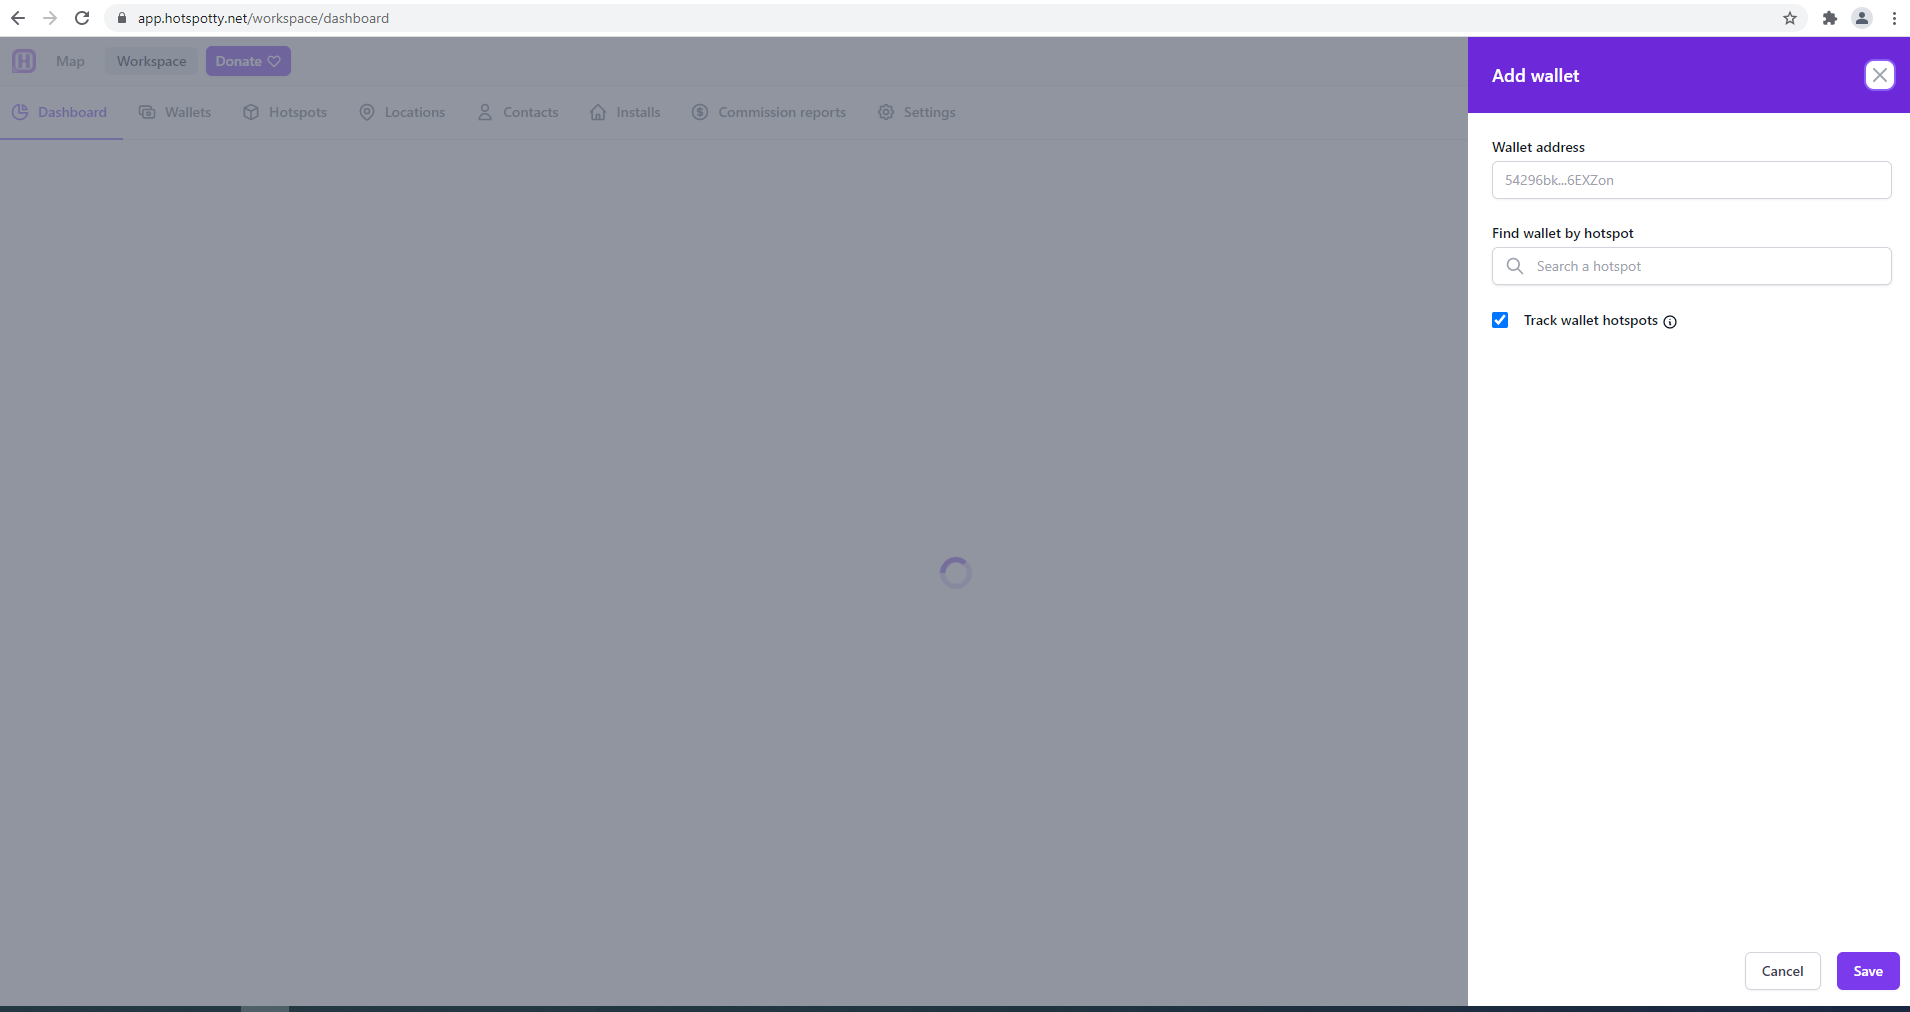 app.hotspotty.net/workspace/dashboard
H Map Workspace Donate
Dashboard Wallets Hotspots Locations Contacts Installs Commission reports Settings
Add wallet
Wallet address
54296bk...6EXZon
Find wallet by hotspot
Search a hotspot
Track wallet hotspots
Cancel Save